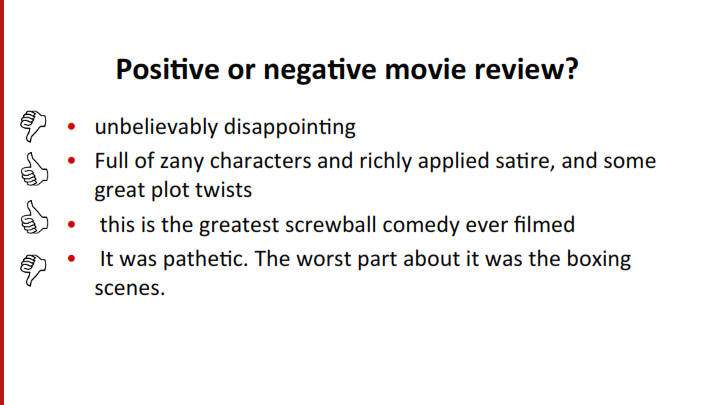 Positive or negative movie review?
• unbelievably disappointing
• Full of zany characters and richly applied satire, and some
great plot twists
• this is the greatest screwball comedy ever filmed
• It was pathetic. The worst part about it was the boxing
scenes.